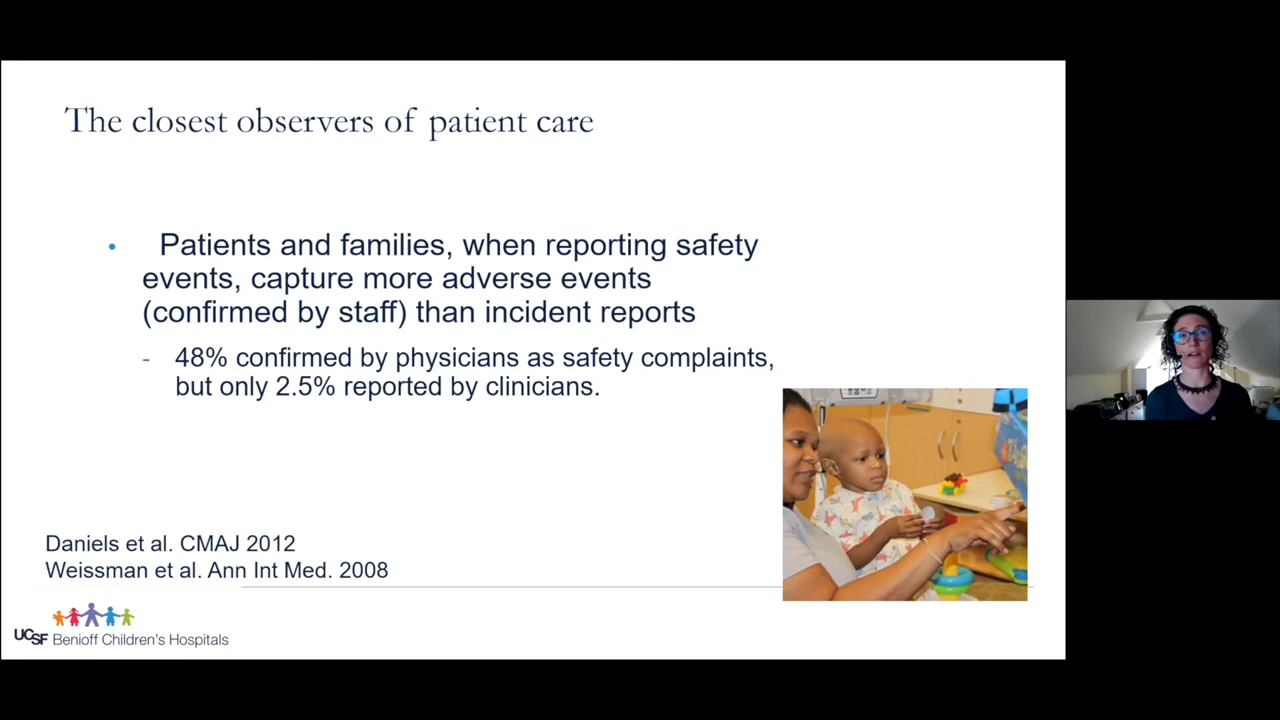 The closest observers of patient care
• Patients and families, when reporting safety
events, capture more adverse events
(confirmed by staff) than incident reports
- 48% confirmed by physicians as safety complaints,
but only 2.5% reported by clinicians.
Daniels et al. CMAJ 2012
Weissman et al. Ann Int Med. 2008
UCSF Benioff Children's Hospitals